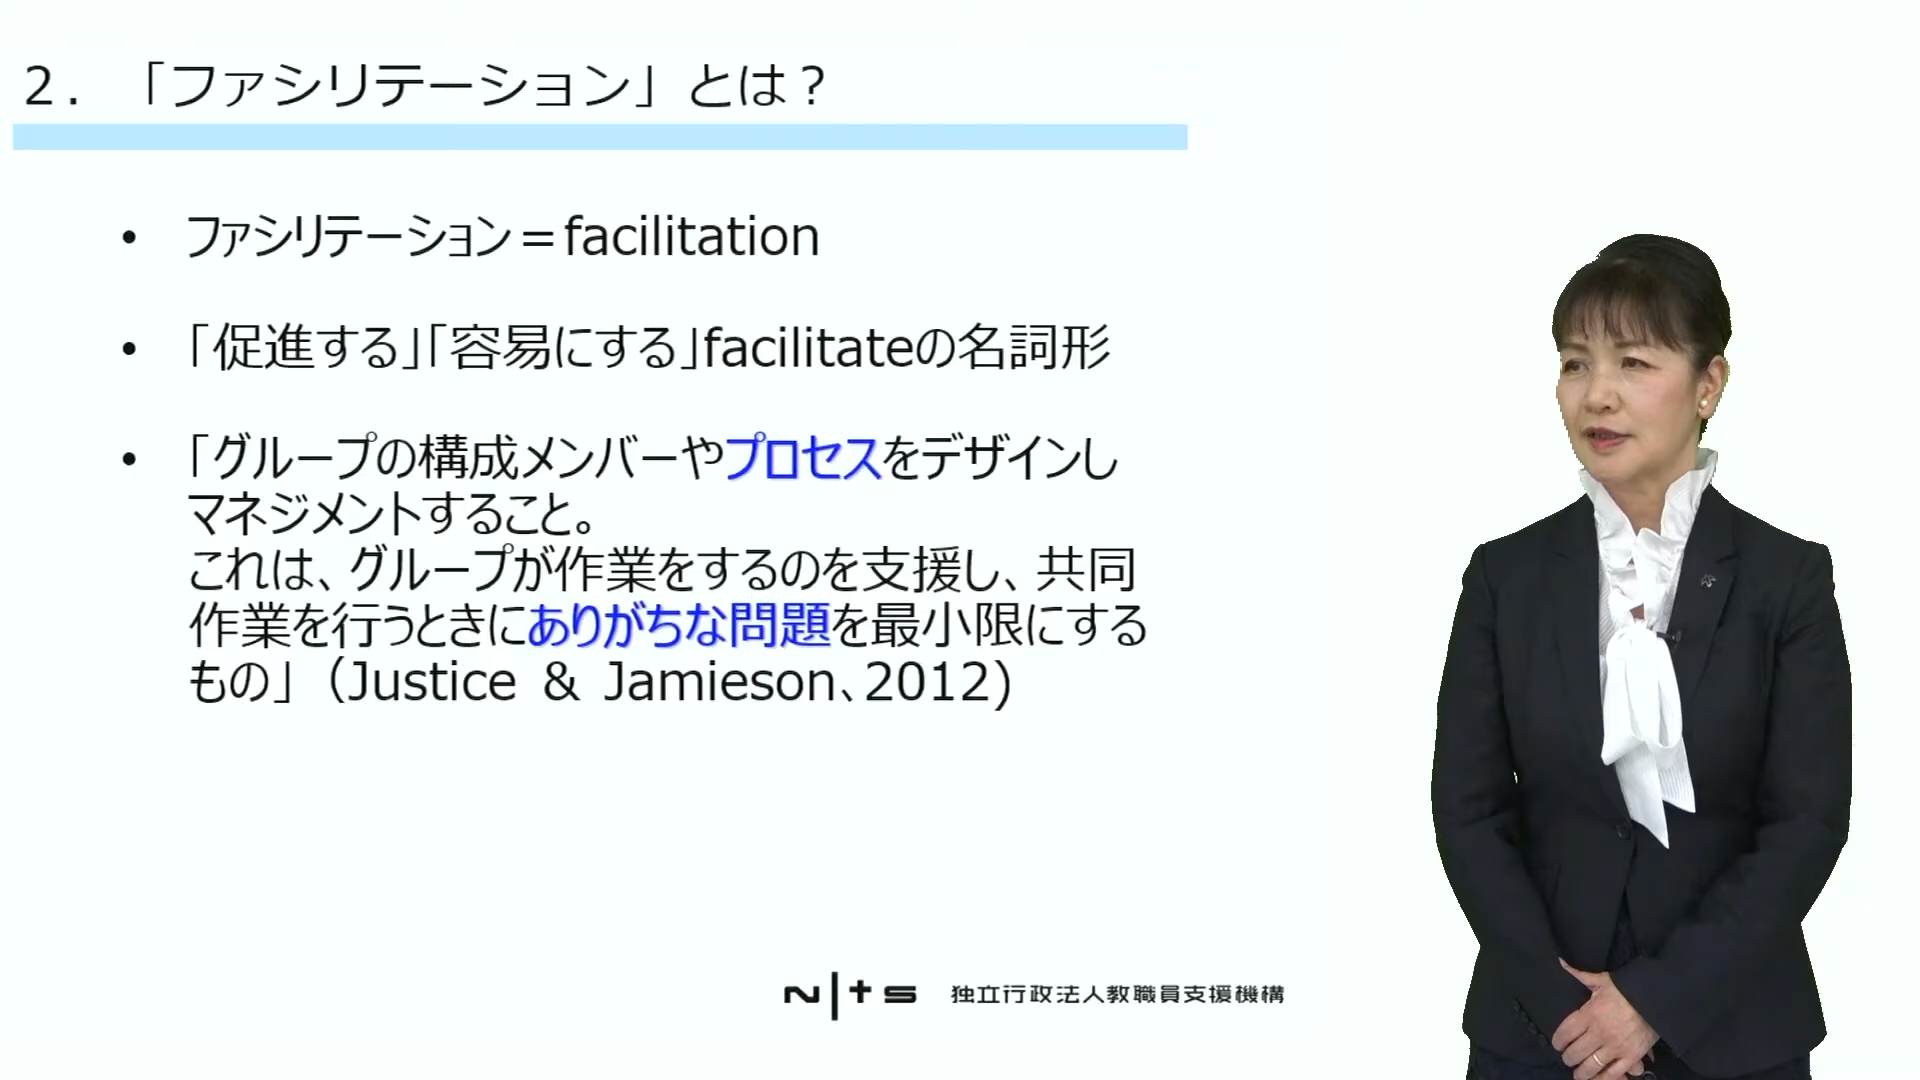 ２．「ファシリテーション」とは？
• ファシリテーション＝facilitation
• 「促進する」「容易にする」facilitateの名詞形
• 「グループの構成メンバーやプロセスをデザインし
マネジメントすること。
これは、グループが作業をするのを支援し、共同
作業を行うときにありがちな問題を最小限にする
もの」（Justice ＆ Jamieson、2012)
N|ts 独立行政法人教職員支援機構